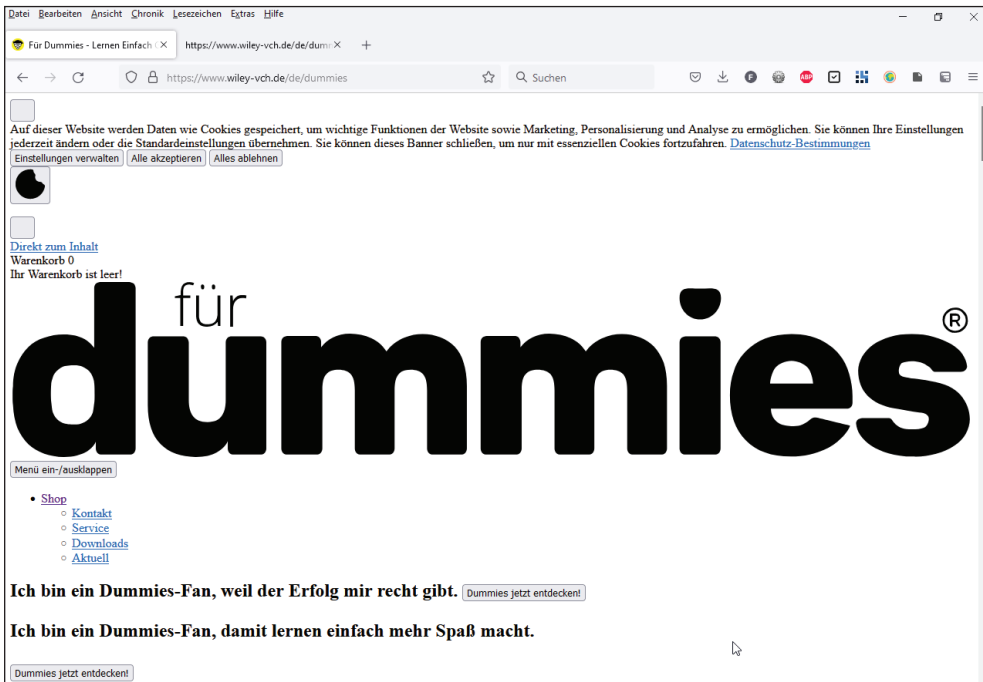 Datei Bearbeiten Ansicht Chronik Lesezeichen Extras Hilfe
Für Dummies - Lernen Einfach
https://www.wiley-vch.de/de/dum
https://www.wiley-vch.de/de/dummies
Suchen
ABP
Auf dieser Website werden Daten wie Cookies gespeichert, um wichtige Funktionen der Website sowie Marketing, Personalisierung und Analyse zu ermöglichen. Sie können Ihre Einstellungen
jederzeit ändern oder die Standardeinstellungen übernehmen. Sie können dieses Banner schließen, um nur mit essenziellen Cookies fortzufahren. Datenschutz-Bestimmungen
Einstellungen verwalten Alle akzeptieren Alles ablehnen
Direkt zum Inhalt
Warenkorb 0
Ihr Warenkorb ist leer!
für
dummies®
Menü ein-/ausklappen
• Shop
◦ Kontakt
◦ Service
◦ Downloads
◦ Aktuell
Ich bin ein Dummies-Fan, weil der Erfolg mir recht gibt. Dummies jetzt entdecken!
Ich bin ein Dummies-Fan, damit lernen einfach mehr Spaß macht.
Dummies jetzt entdecken!